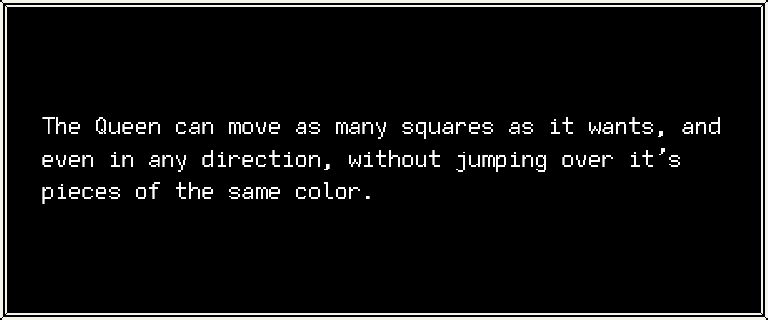 The Queen can move as many squares as it wants, and
even in any direction, without jumping over it's
pieces of the same color.